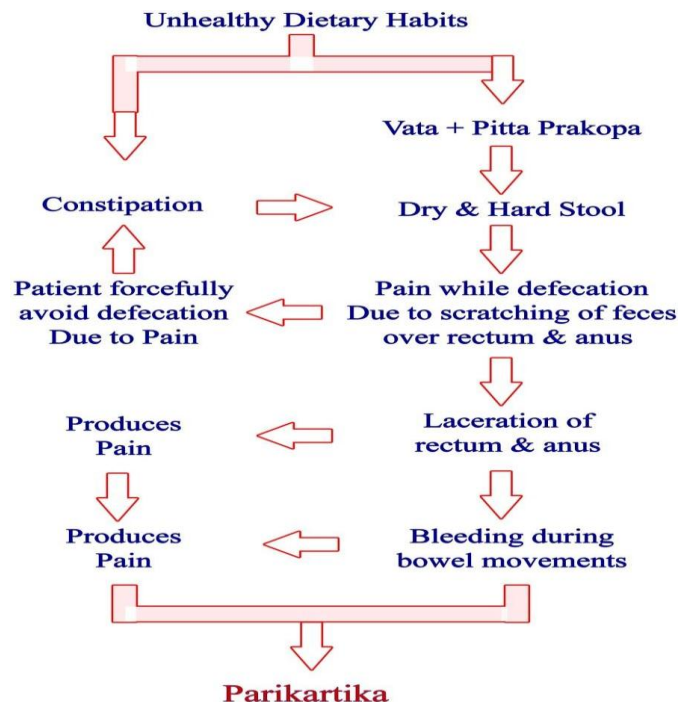 Unhealthy Dietary Habits
Vata + Pitta Prakopa
Constipation
Dry & Hard Stool
Patient forcefully
avoid defecation
Due to Pain
Pain while defecation
Due to scratching of feces
over rectum & anus
Produces
Pain
Laceration of
rectum & anus
Produces
Pain
Bleeding during
bowel movements
Parikartika